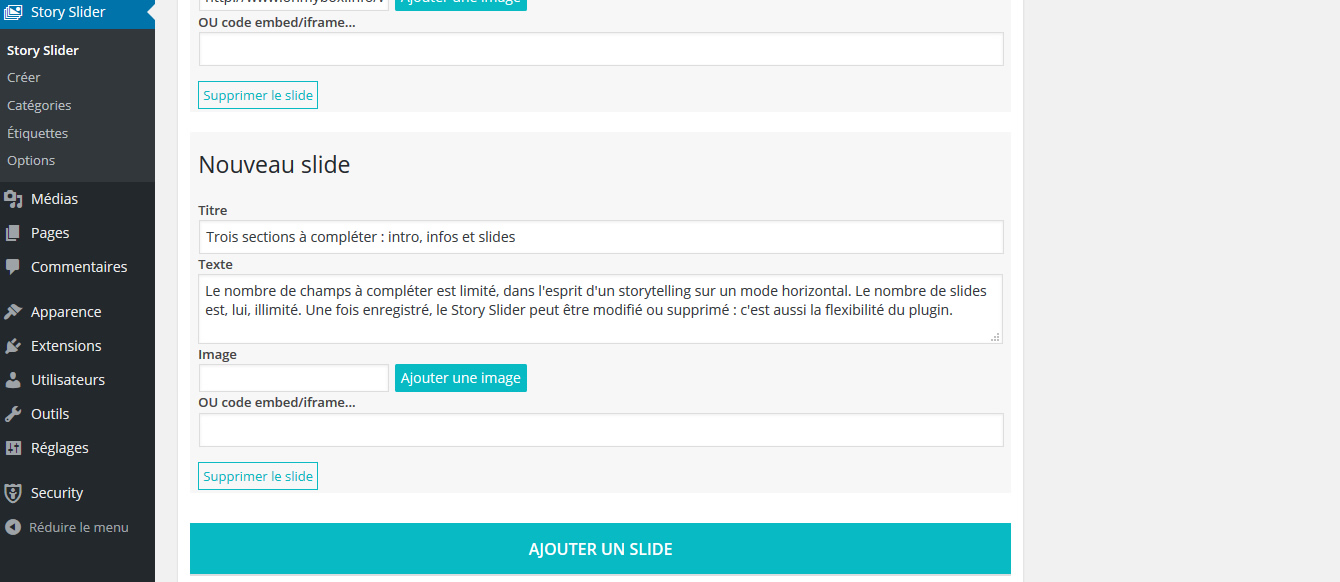 Story Slider
Story Slider
Créer
Catégories
Étiquettes
Options
Médias
Pages
Commentaires
Apparence
Extensions
Utilisateurs
Outils
Réglages
Security
Réduire le menu
Ajouter une image
OU code embed/iframe...
Supprimer le slide
Nouveau slide
Titre
Trois sections à compléter : intro, infos et slides
Texte
Le nombre de champs à compléter est limité, dans l'esprit d'un storytelling sur un mode horizontal. Le nombre de slides
est, lui, illimité. Une fois enregistré, le Story Slider peut être modifié ou supprimé : c'est aussi la flexibilité du plugin.
Image
Ajouter une image
OU code embed/iframe...
Supprimer le slide
AJOUTER UN SLIDE